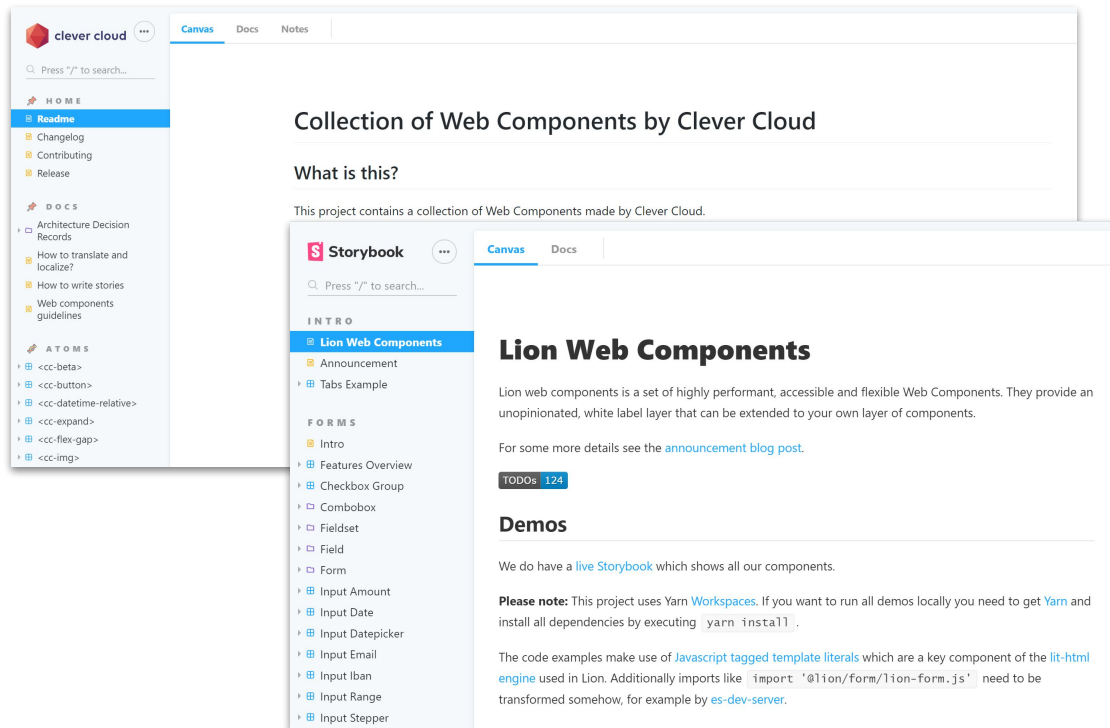 clever cloud
Canvas Docs Notes
Press "/" to search...
HOME
Readme
Changelog
Contributing
Release
DOCS
Architecture Decision
Records
How to translate and
localize?
How to write stories
Web components
guidelines
ATOMS
<cc-beta>
<cc-button>
<cc-datetime-relative>
<cc-expand>
<cc-flex-gap>
<cc-img>
Collection of Web Components by Clever Cloud
What is this?
This project contains a collection of Web Components made by Clever Cloud.
Storybook
Canvas Docs
Press "/" to search...
INTRO
Lion Web Components
Announcement
Tabs Example
FORMS
Intro
Features Overview
Checkbox Group
Combobox
Fieldset
Field
Form
Input Amount
Input Date
Input Datepicker
Input Email
Input Iban
Input Range
Input Stepper
Lion Web Components
Lion web components is a set of highly performant, accessible and flexible Web Components. They provide an
unopinionated, white label layer that can be extended to your own layer of components.
For some more details see the announcement blog post.
TODOs 124
Demos
We do have a live Storybook which shows all our components.
Please note: This project uses Yarn Workspaces. If you want to run all demos locally you need to get Yarn and
install all dependencies by executing yarn install .
The code examples make use of Javascript tagged template literals which are a key component of the lit-html
engine used in Lion. Additionally imports like import '@lion/form/lion-form.js' need to be
transformed somehow, for example by es-dev-server.